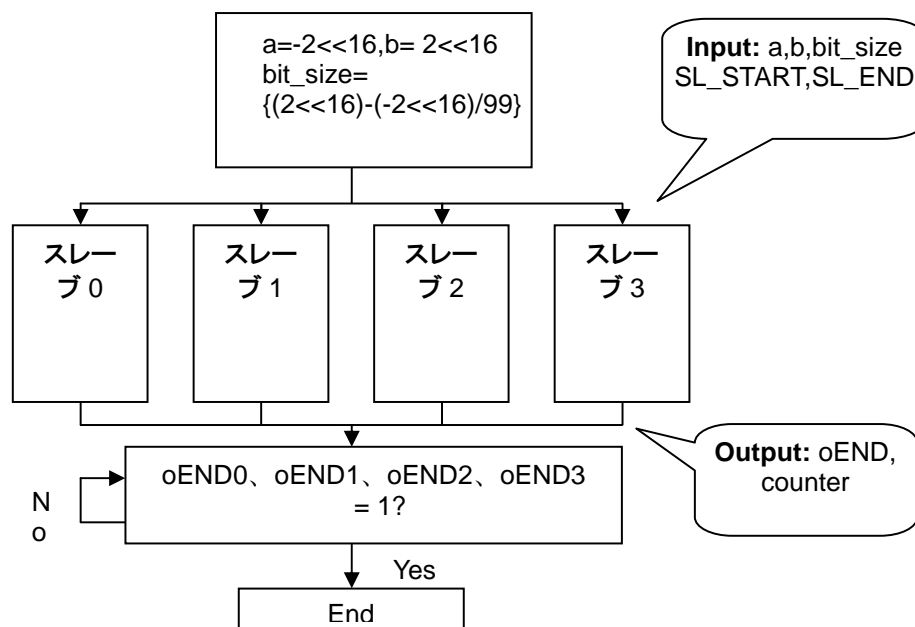 a=-2<<16,b= 2<<16
bit_size=
{(2<<16)-(-2<<16)/99}
Input: a,b,bit_size
SL_START,SL_END
スレー
ブ 0
スレー
ブ 1
スレー
ブ 2
スレー
ブ 3
oEND0、oEND1、oEND2、oEND3
= 1?
Output: oEND,
counter
N
o
Yes
End